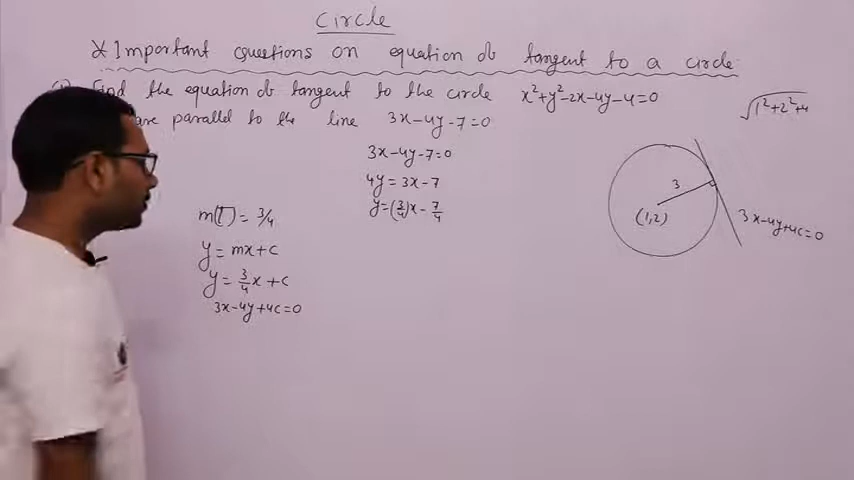 Circle
* Important questions on equation of tangent to a circle
Find the equation of tangent to the circle x²+y²-2x-4y-4=0
are parallel to the line 3x-4y-7=0
√1²+2²+4
3x-4y-7=0
4y=3x-7
y=(3/4)x-7/4
m(T)=3/4
y=mx+c
y=3/4x+c
3x-4y+4c=0
3
(1,2)
3x-4y+4c=0